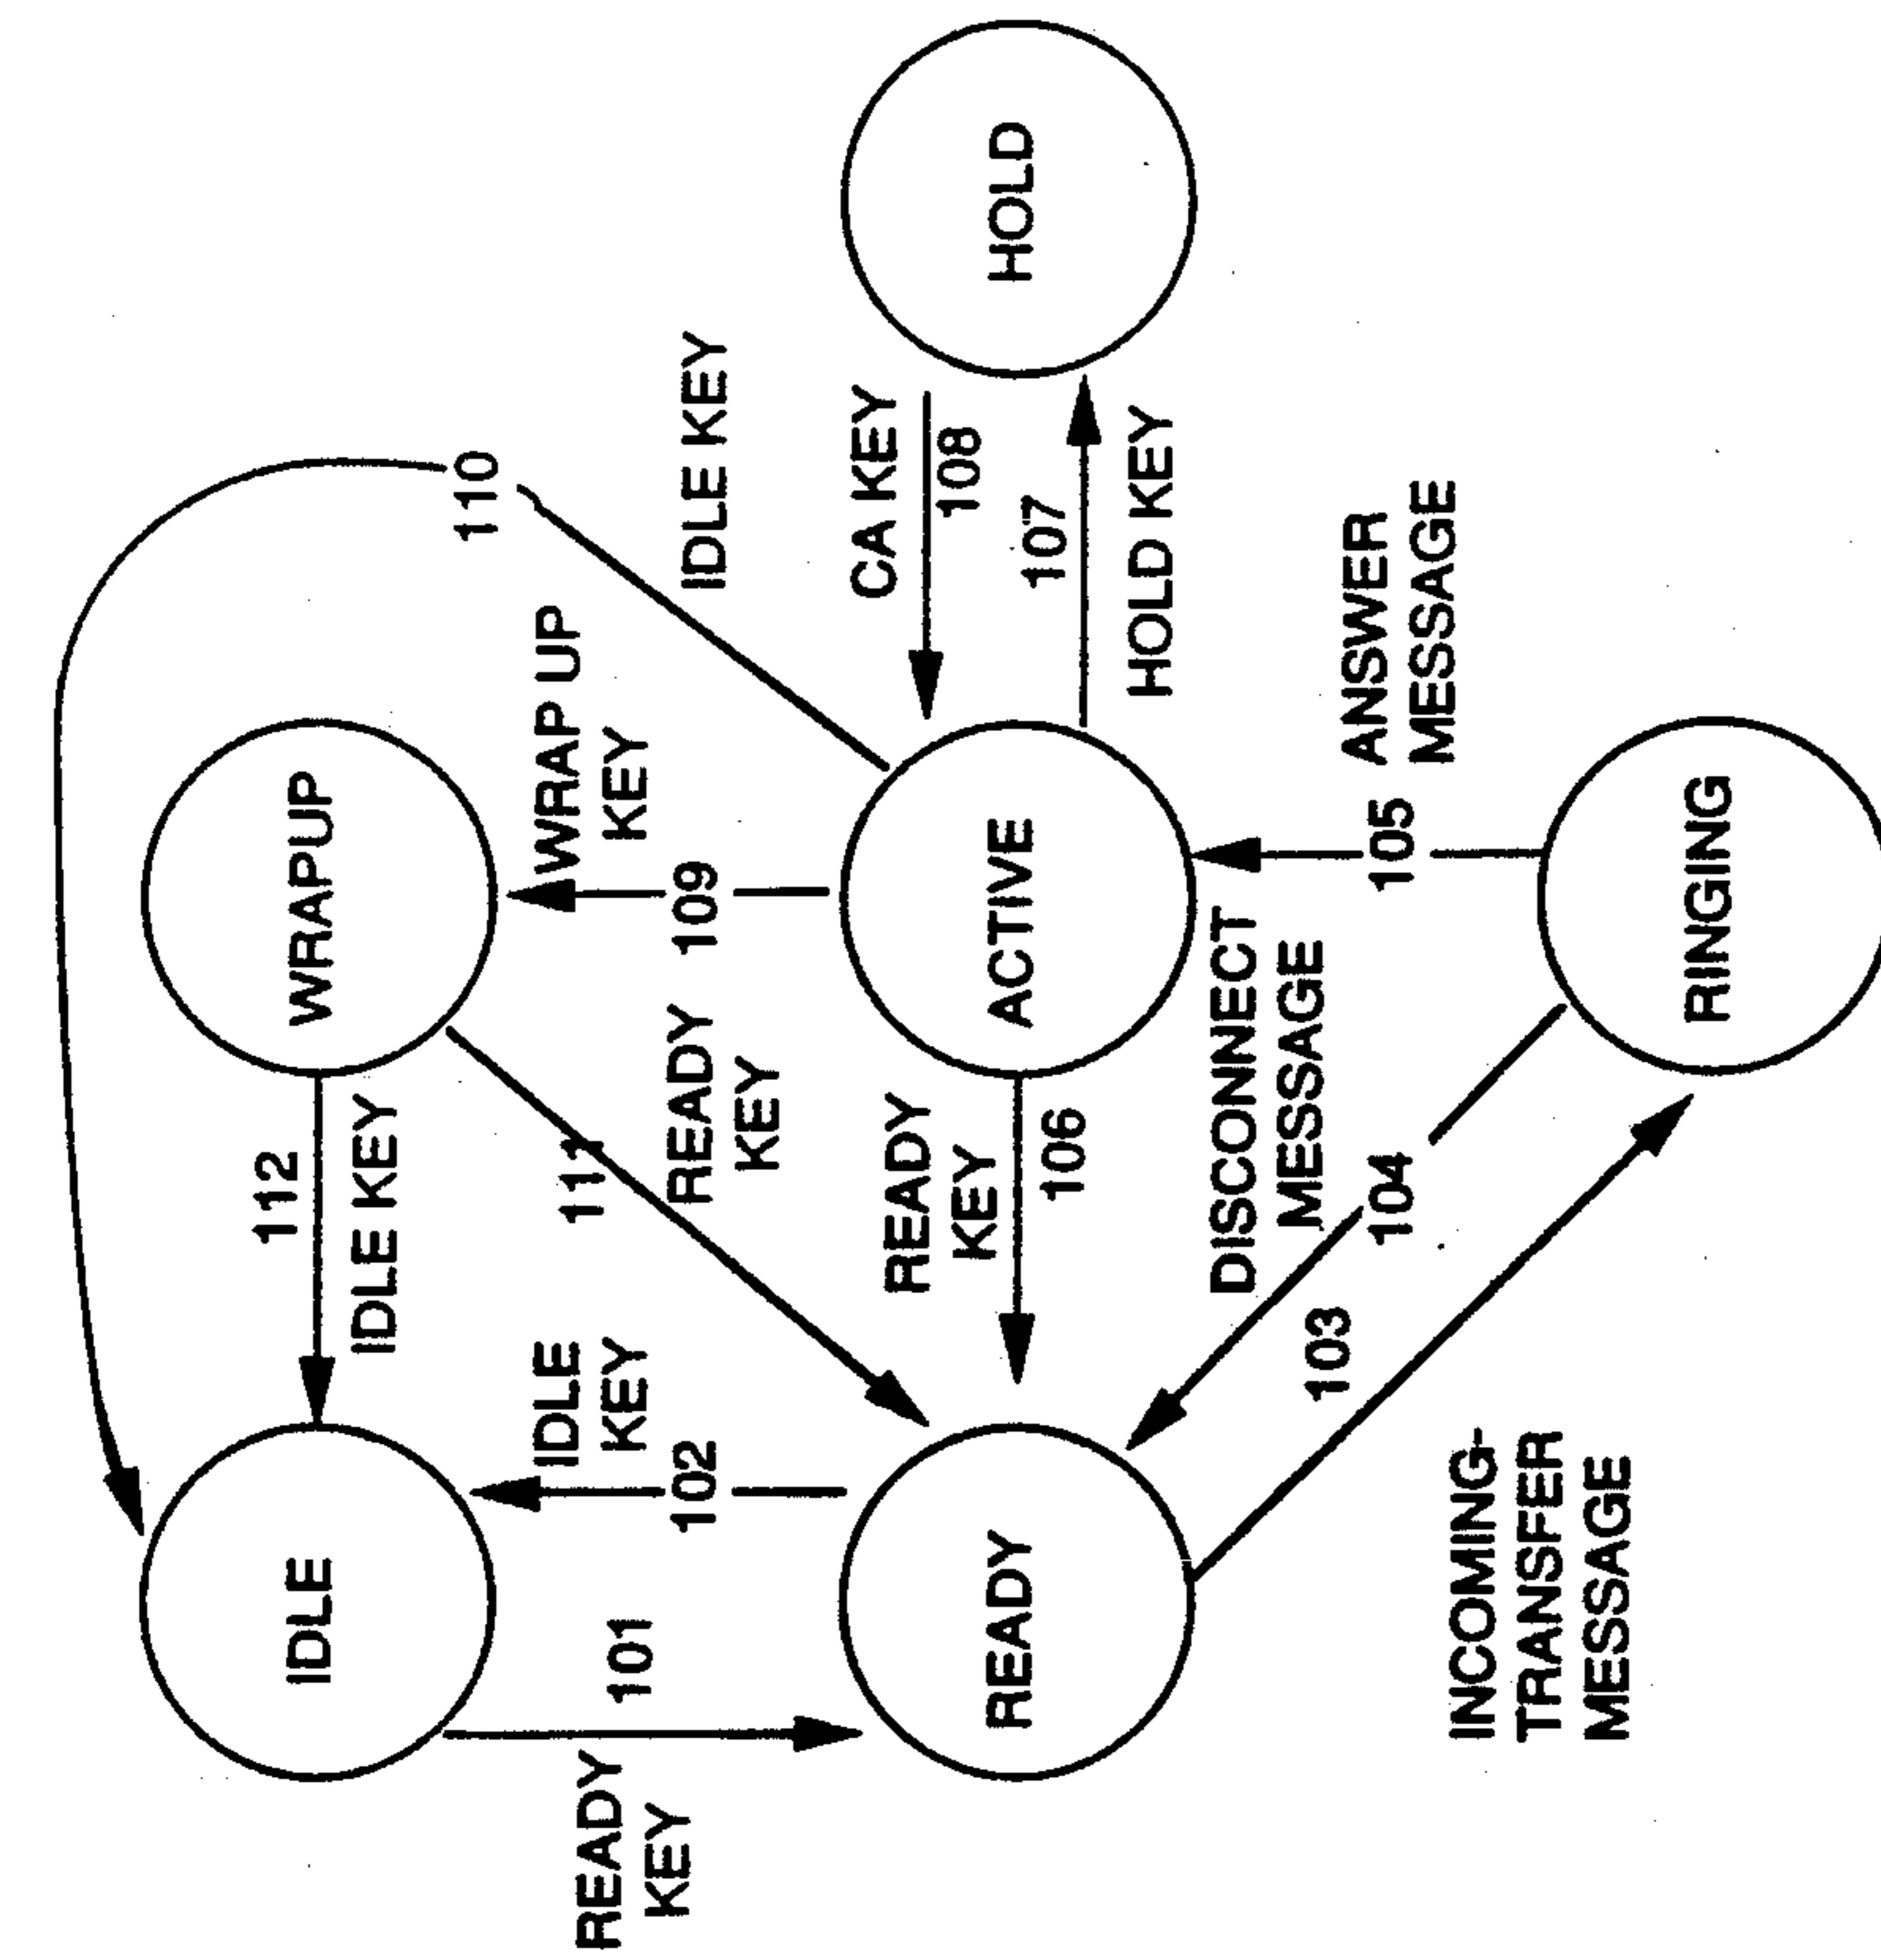 IDLE
WRAPUP
112
IDLE KEY
110
READY
KEY
101
IDLE
KEY
102
111
READY
KEY
WRAP UP
KEY
109
IDLE KEY
READY
ACTIVE
HOLD
READY
KEY
106
CA KEY
108
107
HOLD KEY
DISCONNECT
MESSAGE
103
104
105
ANSWER
MESSAGE
INCOMING-
TRANSFER
MESSAGE
RINGING